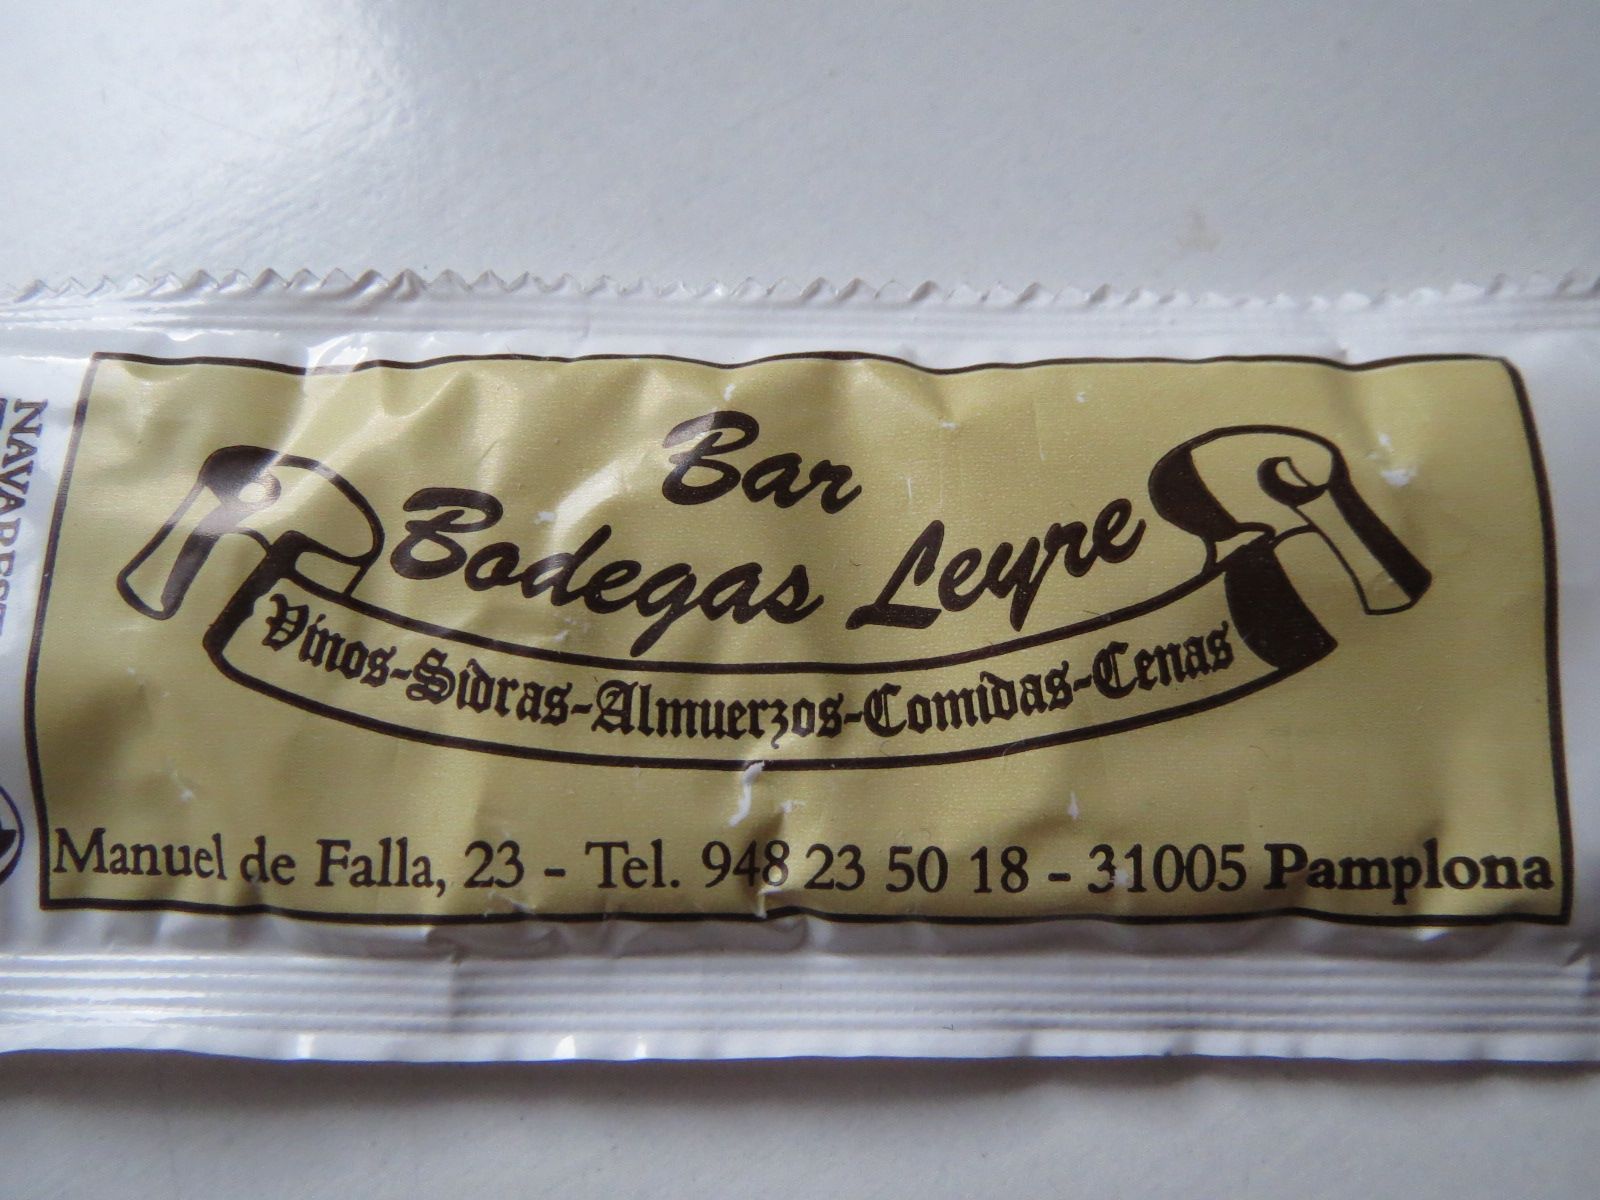 Bar
Bodegas Leyre
Vinos-Sidras-Almuerzos-Comidas-Cenas
Manuel de Falla, 23 - Tel. 948 23 50 18 - 31005 Pamplona